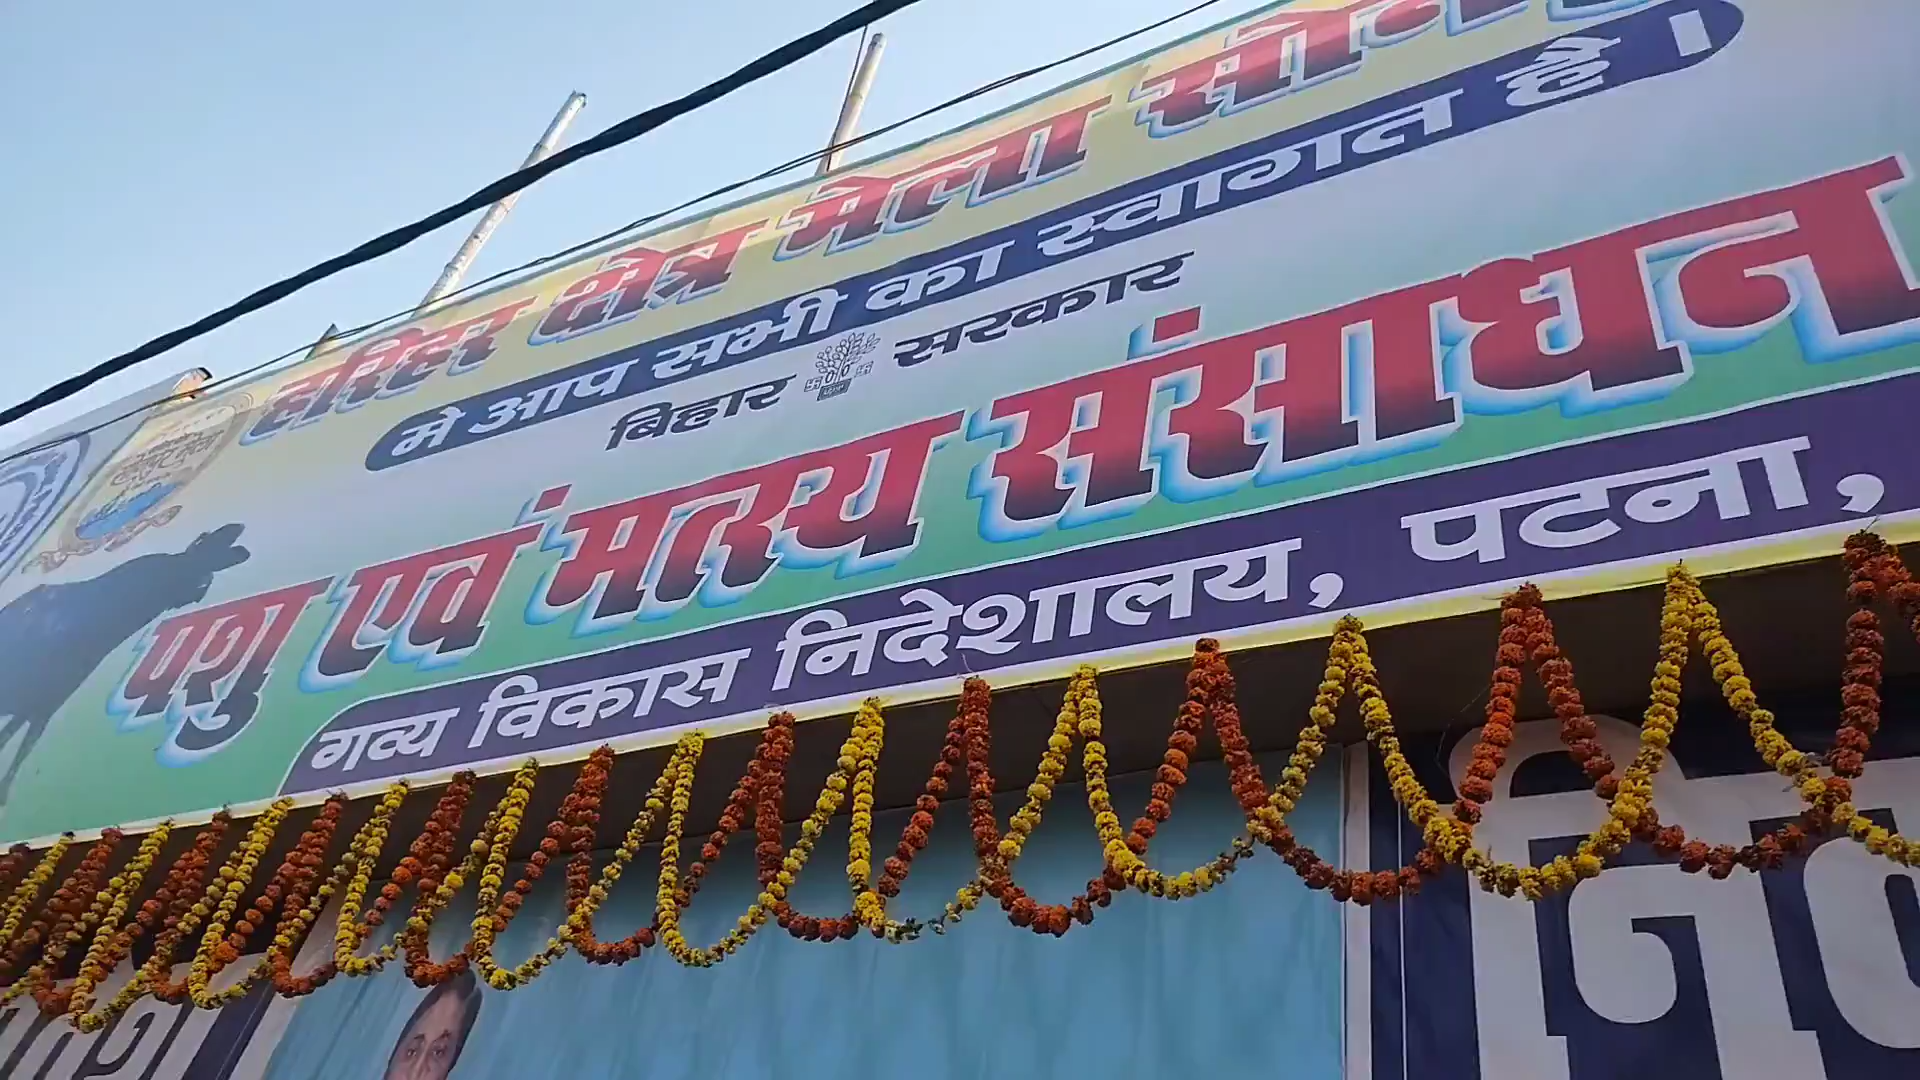 हरिहर क्षेत्र मेला
मे आप सभी का स्वागत है ।
बिहार सरकार
पशु एवं मत्स्य संसाधन
गव्य विकास निदेशालय, पटना,